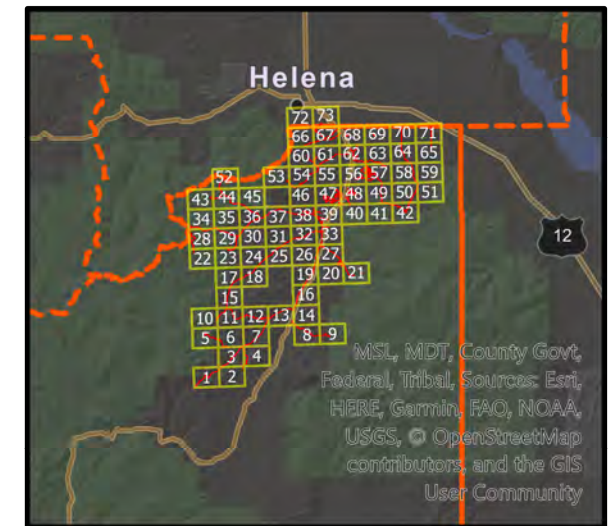 Helena
72 73
66 67 68 69 70 71
60 61 62 63 64 65
52 53 54 55 56 57 58 59
43 44 45 46 47 48 49 50 51
34 35 36 37 38 39 40 41 42
28 29 30 31 32 33
12
22 23 24 25 26 27
17 18 19 20 21
15 16
10 11 12 13 14
5 6 7 8 9
3 4
1 2
MSL, MDT, County Govt,
Federal, Tribal, Sources: Esri,
HERE, Garmin, FAO, NOAA,
USGS, © OpenStreetMap
contributors, and the GIS
User Community